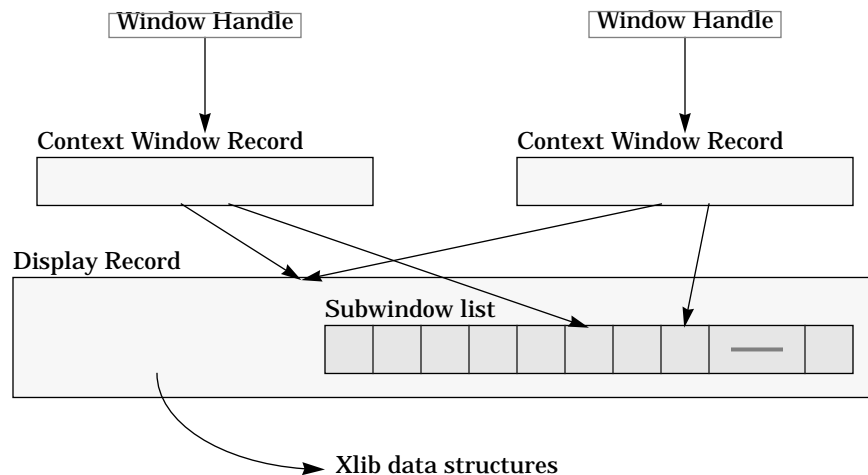 Window Handle
Window Handle
Context Window Record
Context Window Record
Display Record
Subwindow list
Xlib data structures